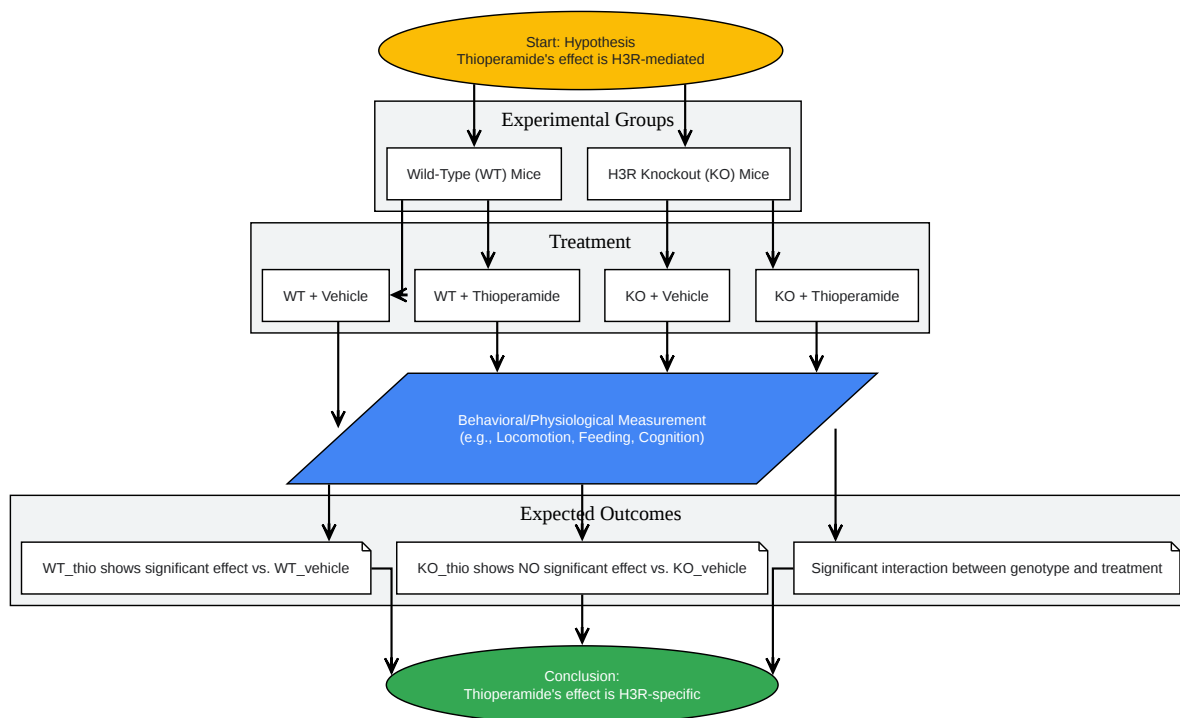 Start: Hypothesis
Thioperamide's effect is H3R-mediated
Experimental Groups
Wild-Type (WT) Mice
H3R Knockout (KO) Mice
Treatment
WT + Vehicle
WT + Thioperamide
KO + Vehicle
KO + Thioperamide
Behavioral/Physiological Measurement
(e.g., Locomotion, Feeding, Cognition)
Expected Outcomes
WT_thio shows significant effect vs. WT_vehicle
KO_thio shows NO significant effect vs. KO_vehicle
Significant interaction between genotype and treatment
Conclusion:
Thioperamide's effect is H3R-specific